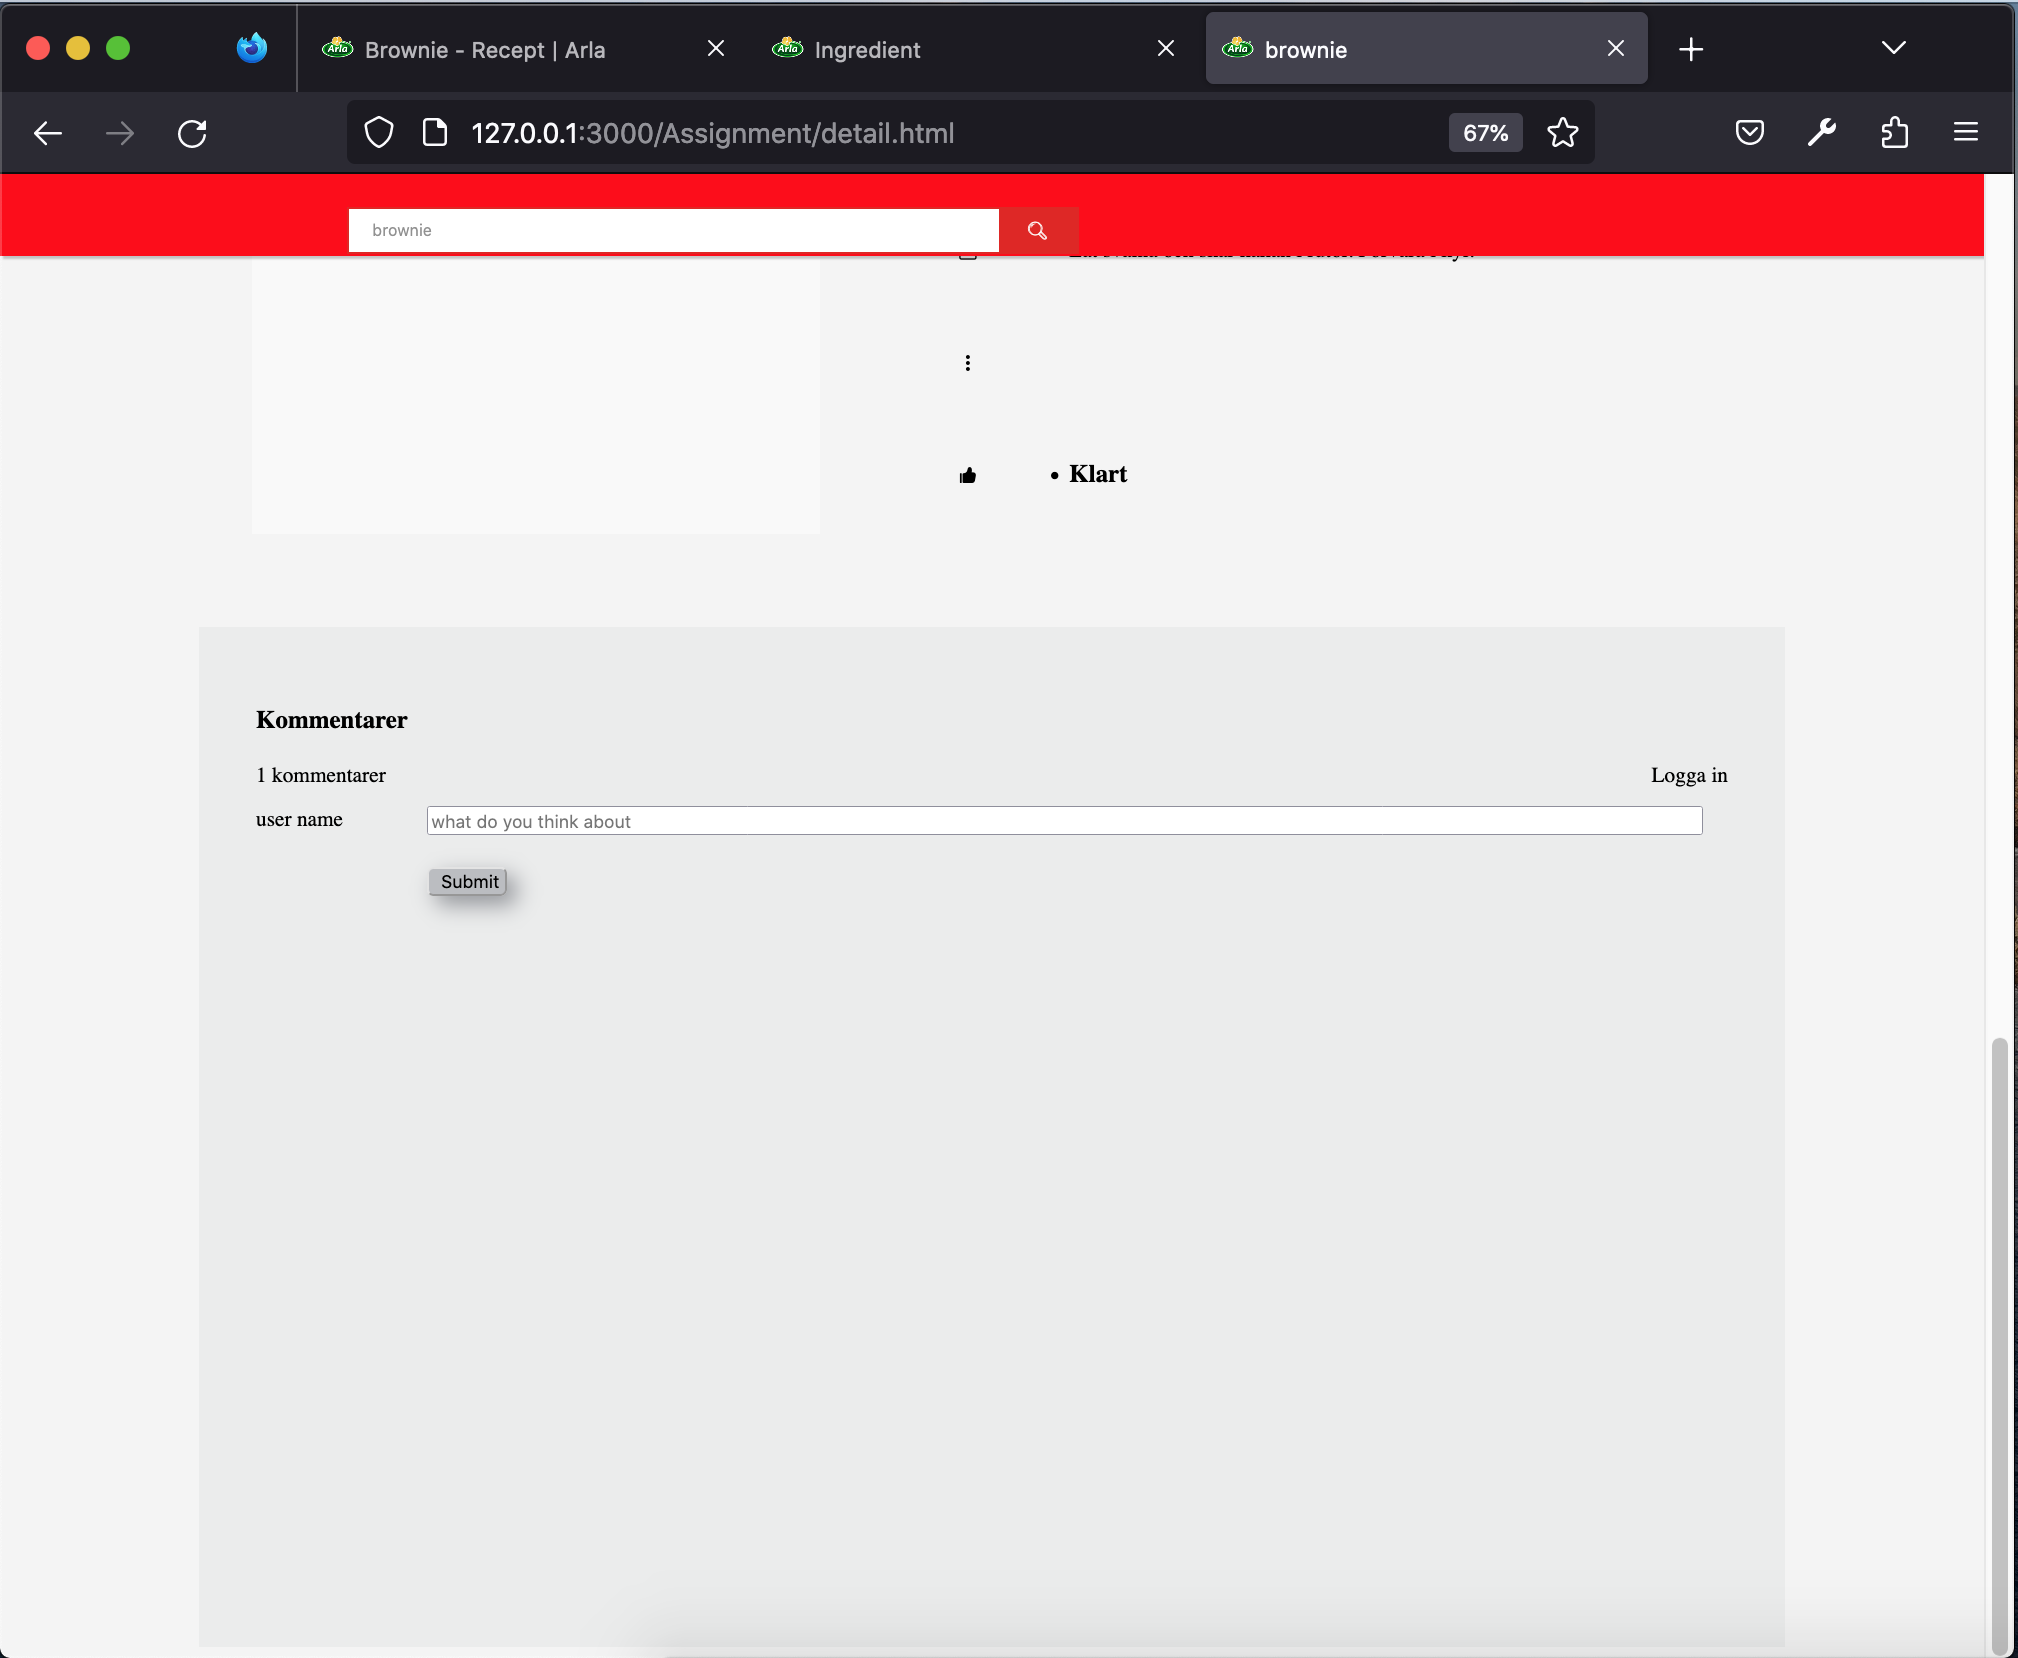 Brownie - Recept | Arla
Ingredient
brownie
127.0.0.1:3000/Assignment/detail.html
67%
brownie
Klart
Kommentarer
1 kommentarer
Logga in
user name
what do you think about
Submit